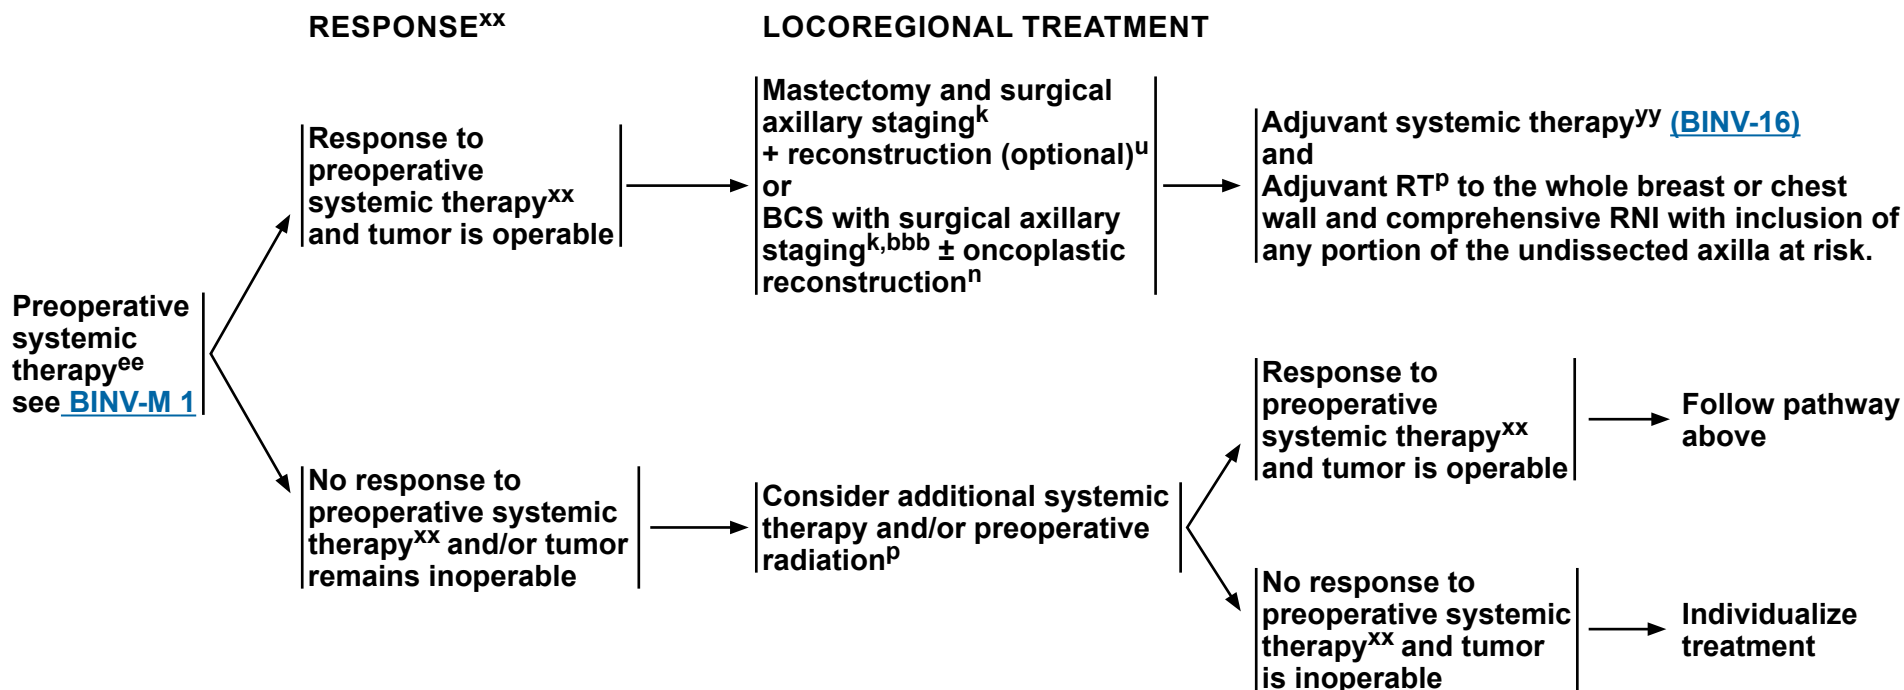 RESPONSExx
LOCOREGIONAL TREATMENT
Preoperative
systemic
therapyee
see BINV-M 1
Response to
preoperative
systemic therapyxx
and tumor is operable
Mastectomy and surgical
axillary stagingk
+ reconstruction (optional)u
or
BCS with surgical axillary
stagingk,bbb ± oncoplastic
reconstructionn
Adjuvant systemic therapyyy (BINV-16)
and
Adjuvant RTp to the whole breast or chest
wall and comprehensive RNI with inclusion of
any portion of the undissected axilla at risk.
No response to
preoperative systemic
therapyxx and/or tumor
remains inoperable
Consider additional systemic
therapy and/or preoperative
radiationp
Response to
preoperative
systemic therapyxx
and tumor is operable
Follow pathway
above
No response to
preoperative systemic
therapyxx and tumor
is inoperable
Individualize
treatment